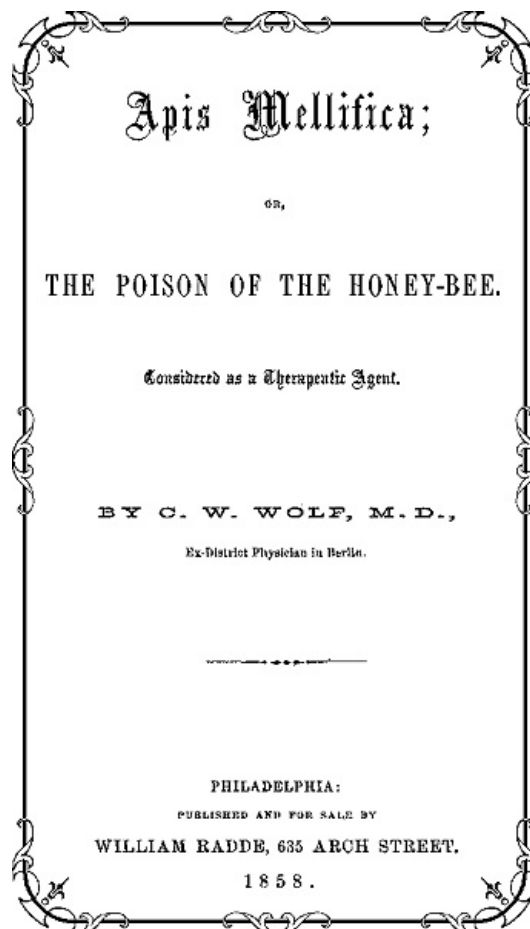 Apis Mellifica;
OR,
THE POISON OF THE HONEY-BEE.
Considered as a Therapeutic Agent.
BY C. W. WOLF, M.D.,
Ex-District Physician in Berlin.
PHILADELPHIA:
PUBLISHED AND FOR SALE BY
WILLIAM RADDE, 635 ARCH STREET.
1858.